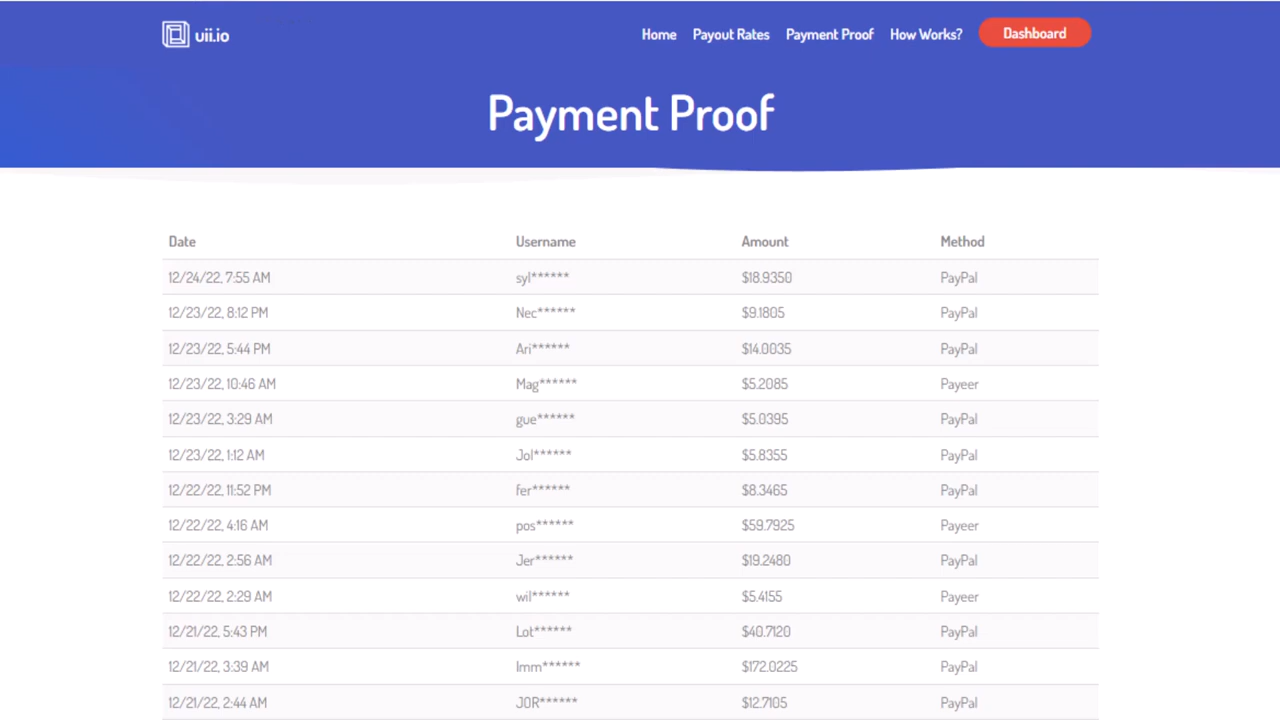 uii.io Home Payout Rates Payment Proof How Works? Dashboard
Payment Proof
Date Username Amount Method
12/24/22, 7:55 AM syl****** $18.9350 PayPal
12/23/22, 8:12 PM Nec****** $9.1805 PayPal
12/23/22, 5:44 PM Ari****** $14.0035 PayPal
12/23/22, 10:46 AM Mag****** $5.2085 Payeer
12/23/22, 3:29 AM gue****** $5.0395 PayPal
12/23/22, 1:12 AM Jol****** $5.8355 PayPal
12/22/22, 11:52 PM fer****** $8.3465 PayPal
12/22/22, 4:16 AM pos****** $59.7925 Payeer
12/22/22, 2:56 AM Jer****** $19.2480 PayPal
12/22/22, 2:29 AM wil****** $5.4155 Payeer
12/21/22, 5:43 PM Lot****** $40.7120 PayPal
12/21/22, 3:39 AM Imm****** $172.0225 PayPal
12/21/22, 2:44 AM JOR****** $12.7105 PayPal